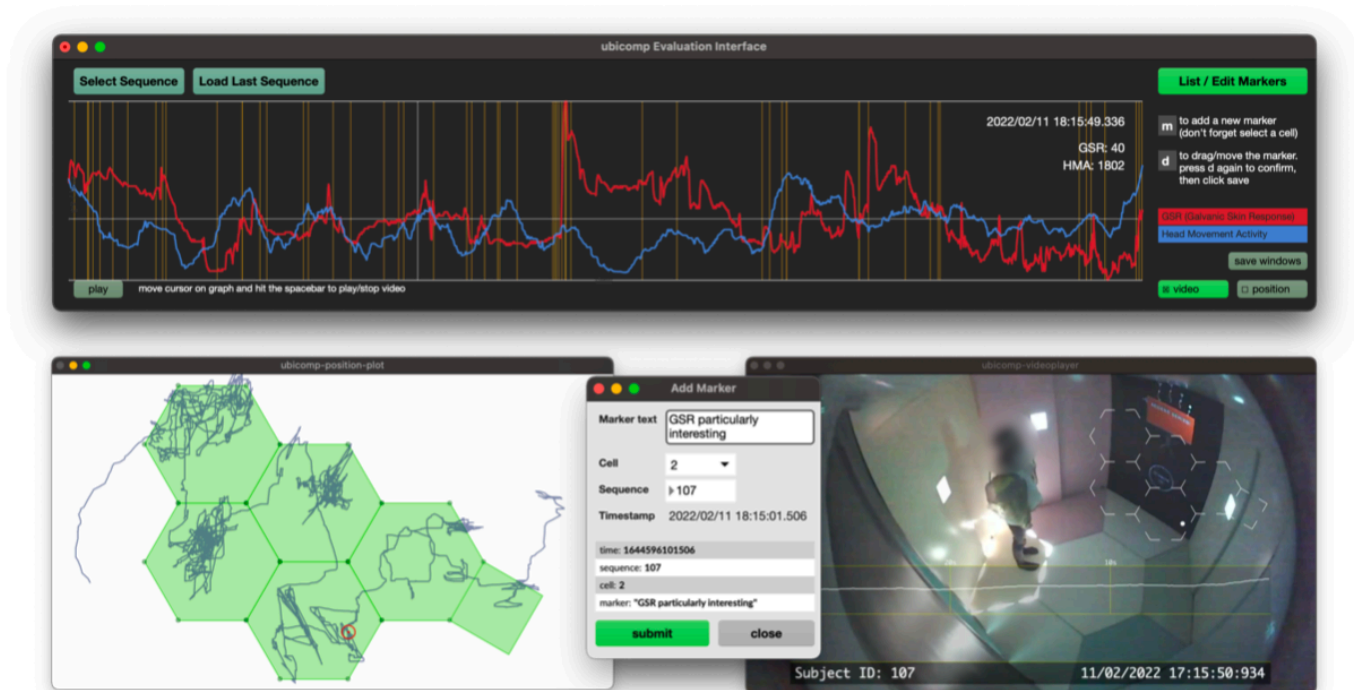 ubicomp Evaluation Interface
Select Sequence
Load Last Sequence
List / Edit Markers
2022/02/11 18:15:49.336
GSR: 40
HMA: 1802
m
to add a new marker
(don't forget select a cell)
d
to drag/move the marker.
press d again to confirm,
then click save
GSR (Galvanic Skin Response)
Head Movement Activity
save windows
play
move cursor on graph and hit the spacebar to play/stop video
video
position
ubicomp-position-plot
Add Marker
Marker text
GSR particularly
interesting
Cell
2
Sequence
107
Timestamp
2022/02/11 18:15:01.506
time: 1644596101506
sequence: 107
cell: 2
marker: "GSR particularly interesting"
submit
close
ubicomp-videoplayer
Subject ID: 107
11/02/2022 17:15:50:934